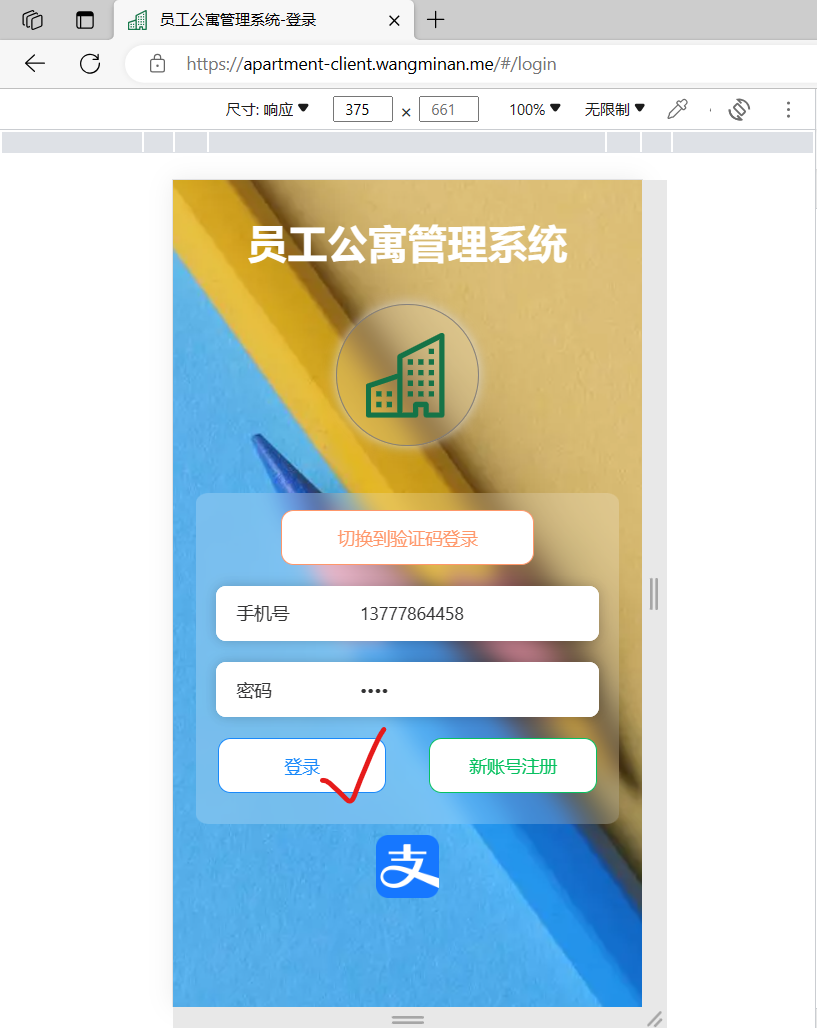 员工公寓管理系统-登录
https://apartment-client.wangminan.me/#/login
尺寸: 响应 375 × 661 100% 无限制
员工公寓管理系统
切换到验证码登录
手机号 13777864458
密码 ••••
登录 新账号注册
支